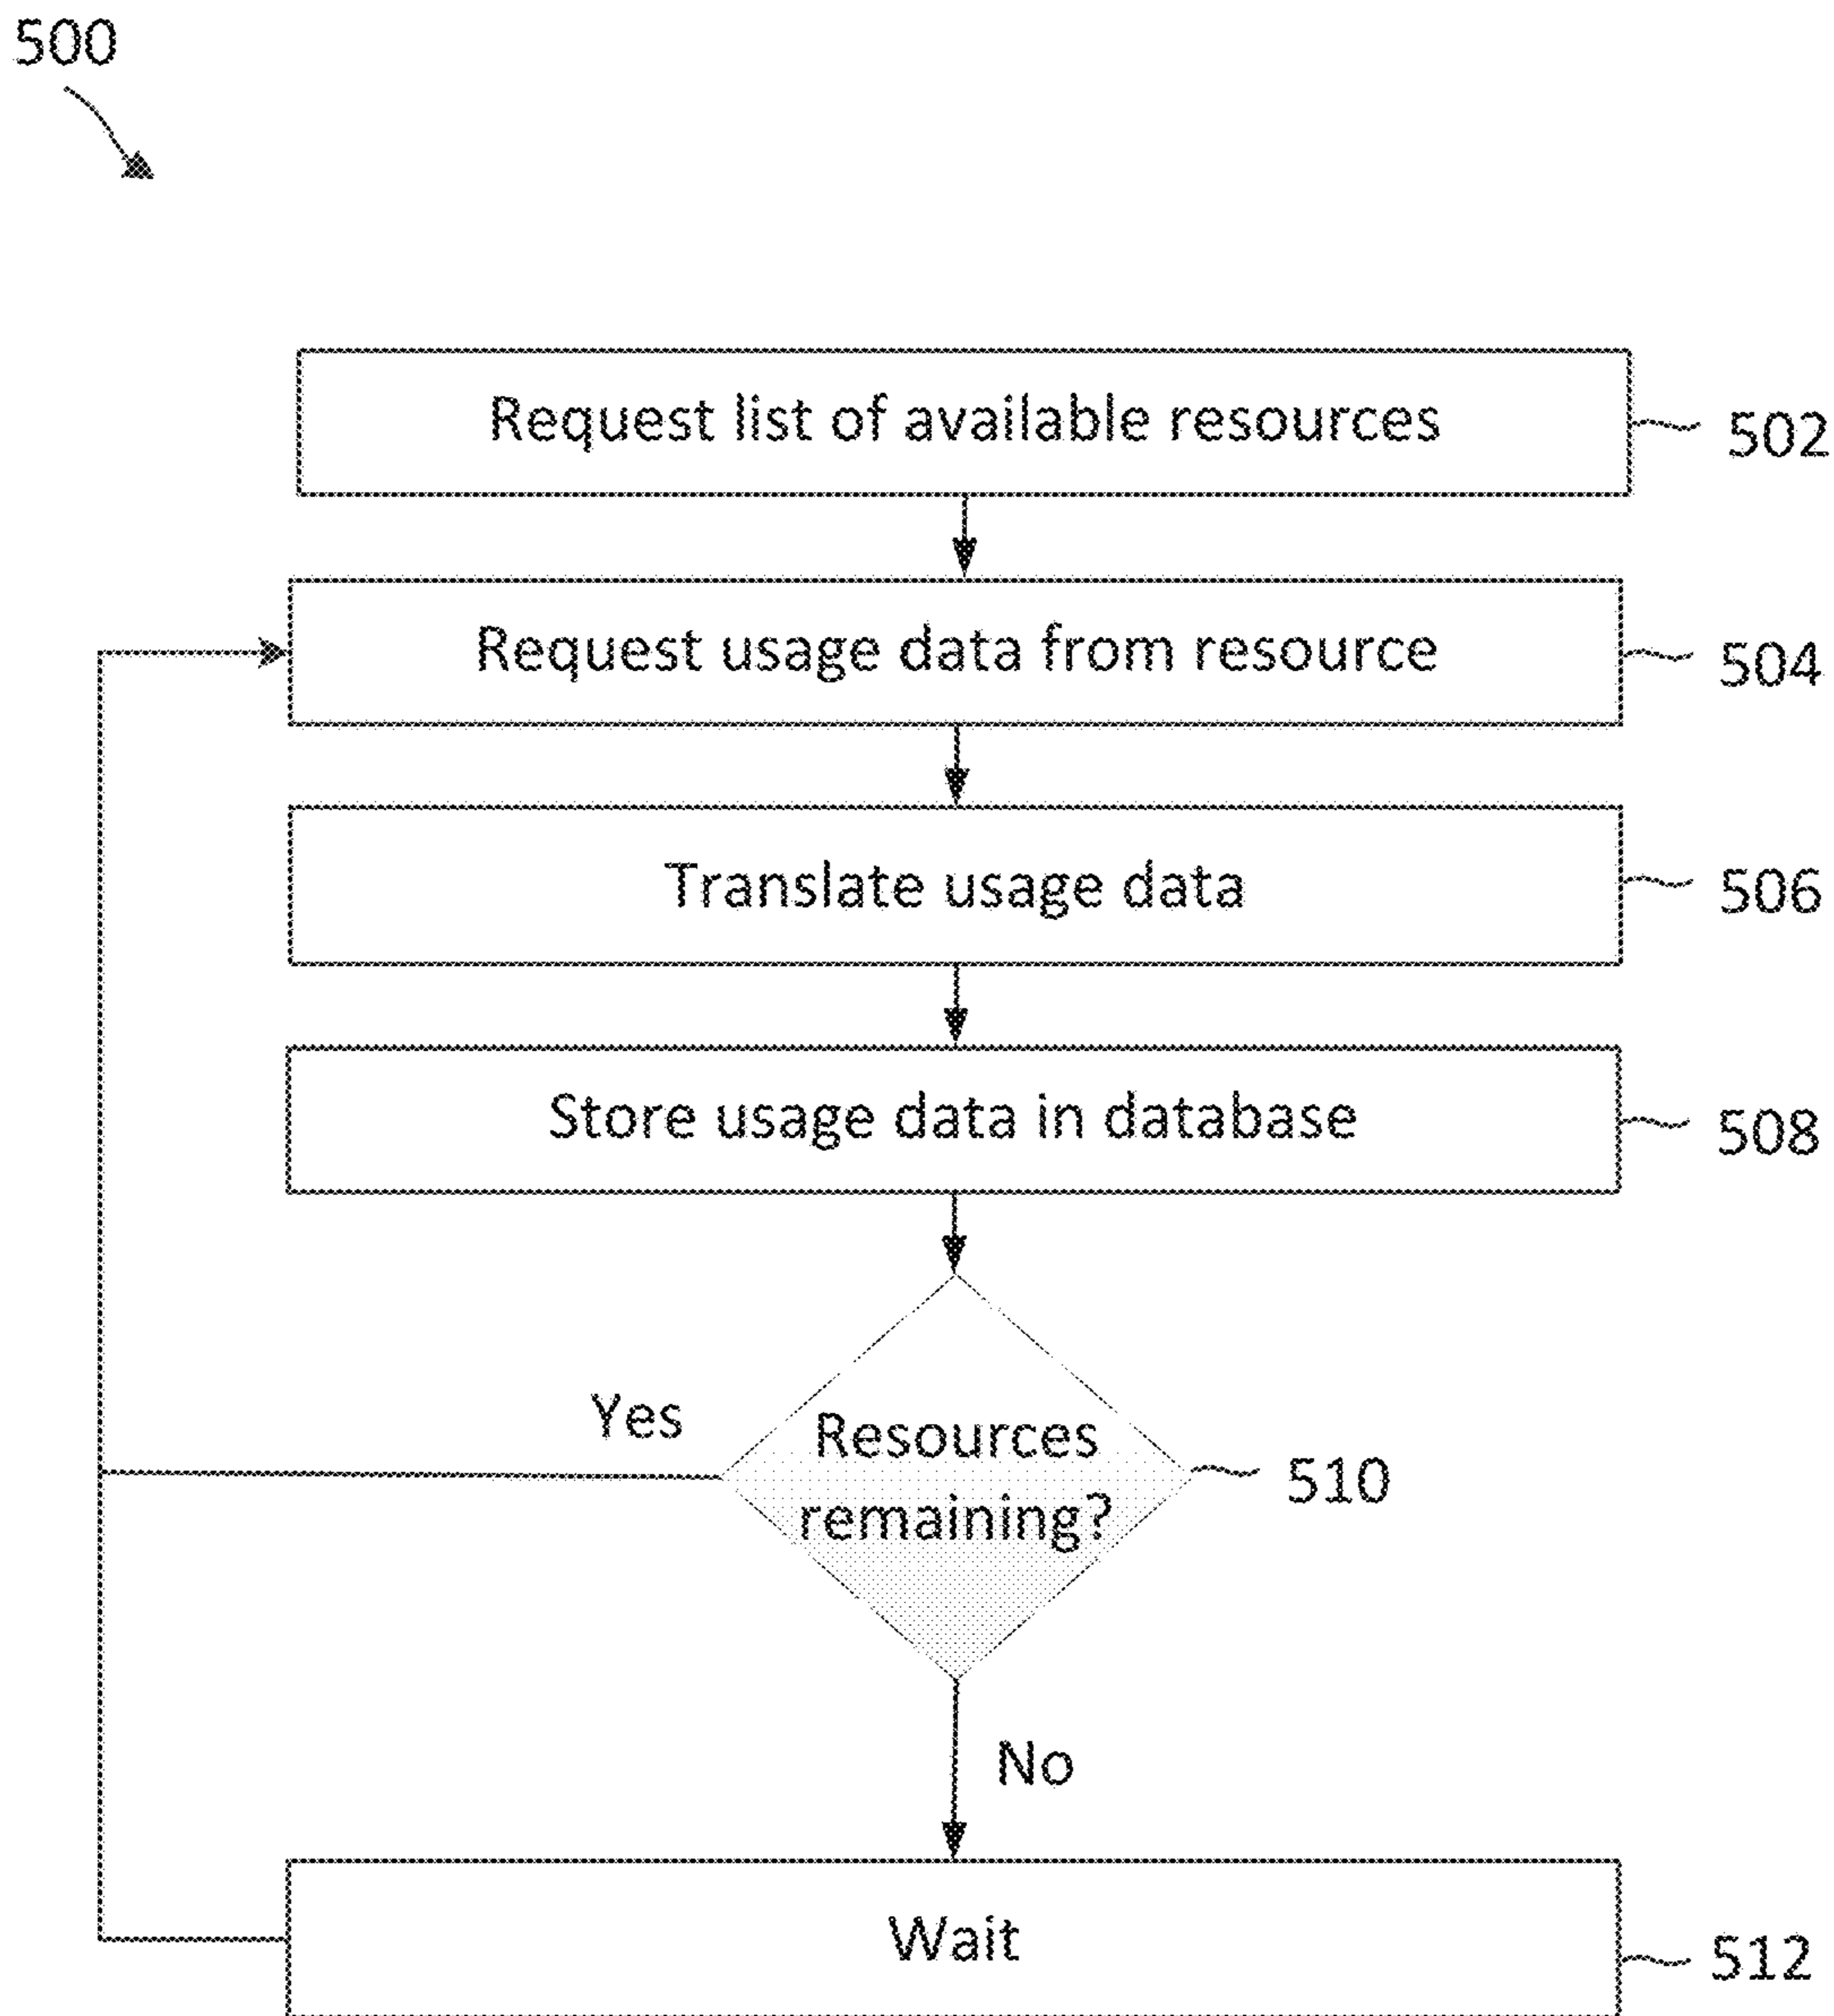 500
Request list of available resources
502
Request usage data from resource
504
Translate usage data
506
Store usage data in database
508
Yes
Resources
remaining?
510
No
Wait
512